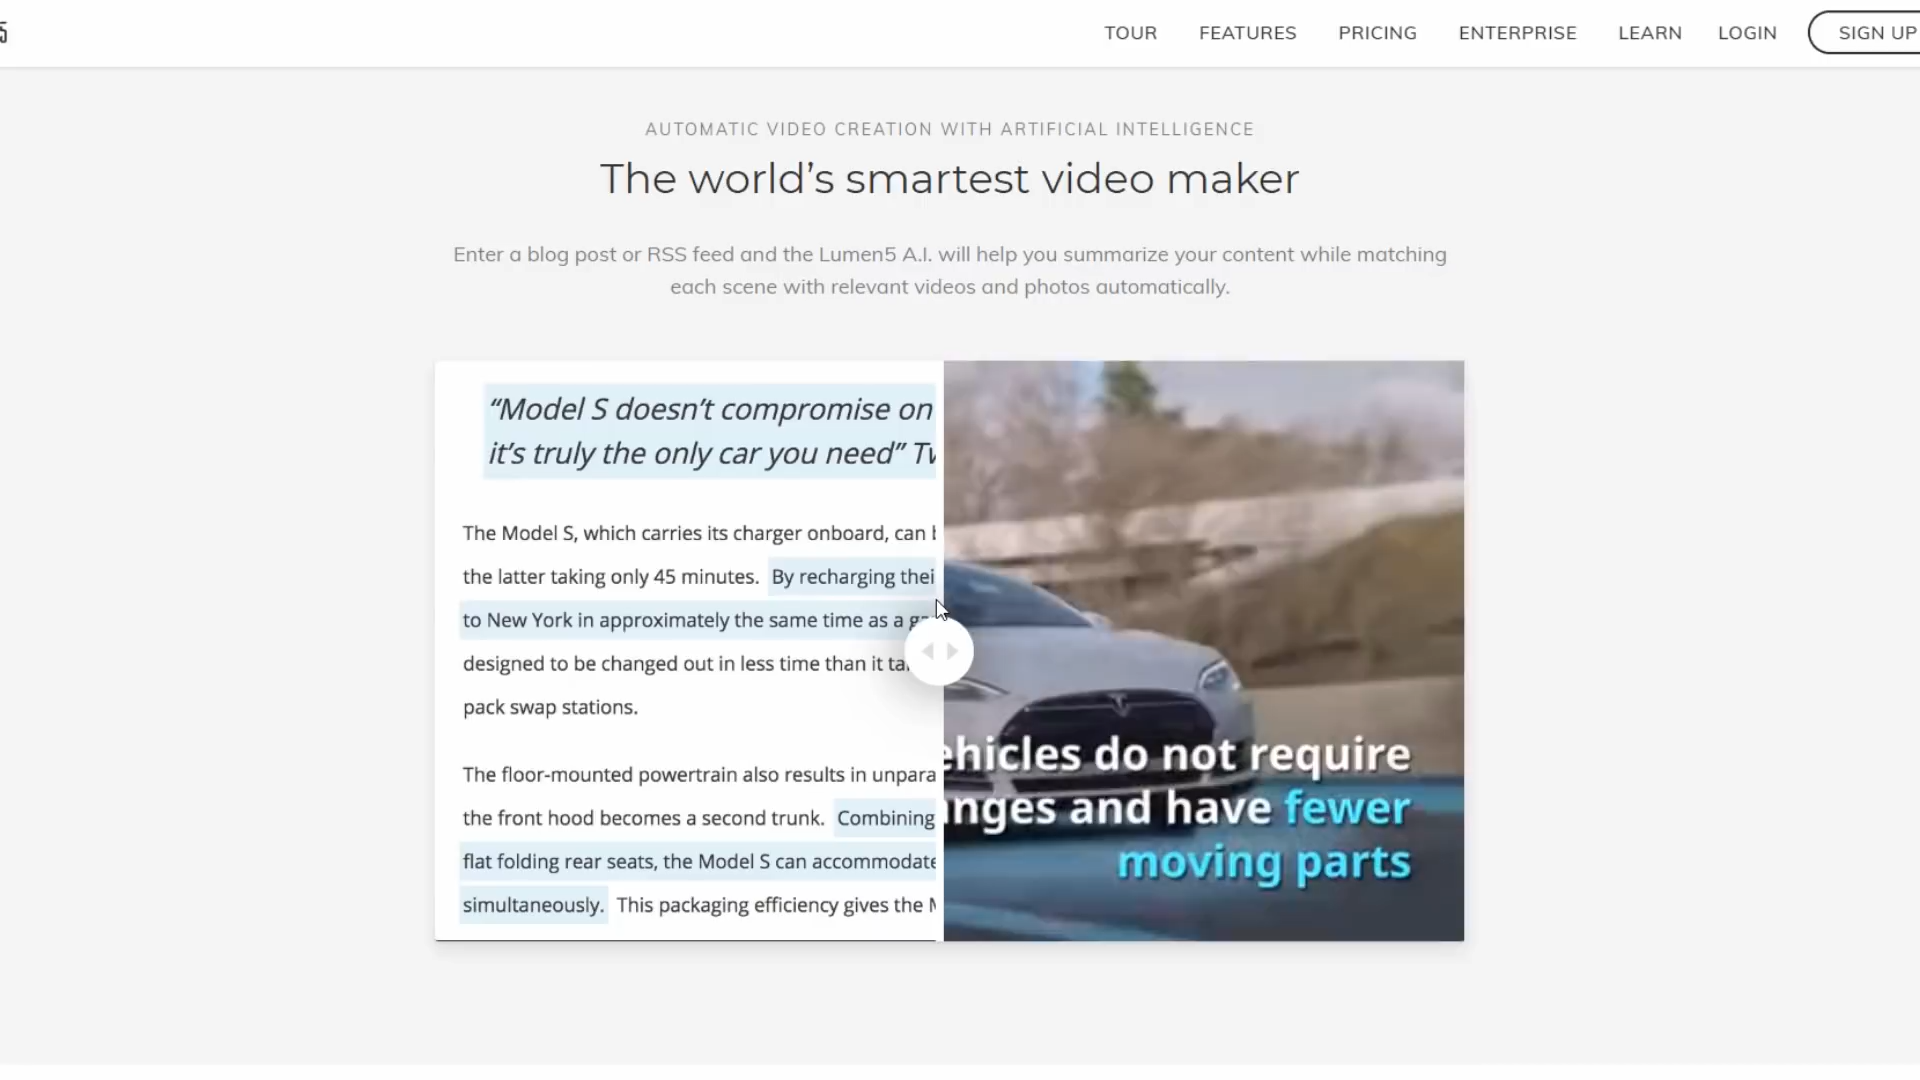 5
TOUR FEATURES PRICING ENTERPRISE LEARN LOGIN SIGN UP
AUTOMATIC VIDEO CREATION WITH ARTIFICIAL INTELLIGENCE
The world’s smartest video maker
Enter a blog post or RSS feed and the Lumen5 A.I. will help you summarize your content while matching
each scene with relevant videos and photos automatically.
“Model S doesn’t compromise on
it’s truly the only car you need”
The Model S, which carries its charger onboard, can
the latter taking only 45 minutes. By recharging
to New York in approximately the same time as a
designed to be changed out in less time than it
pack swap stations.
The floor-mounted powertrain also results in
the front hood becomes a second trunk. Combining
flat folding rear seats, the Model S can accommodate
simultaneously. This packaging efficiency gives the
ehicles do not require
nges and have fewer
moving parts